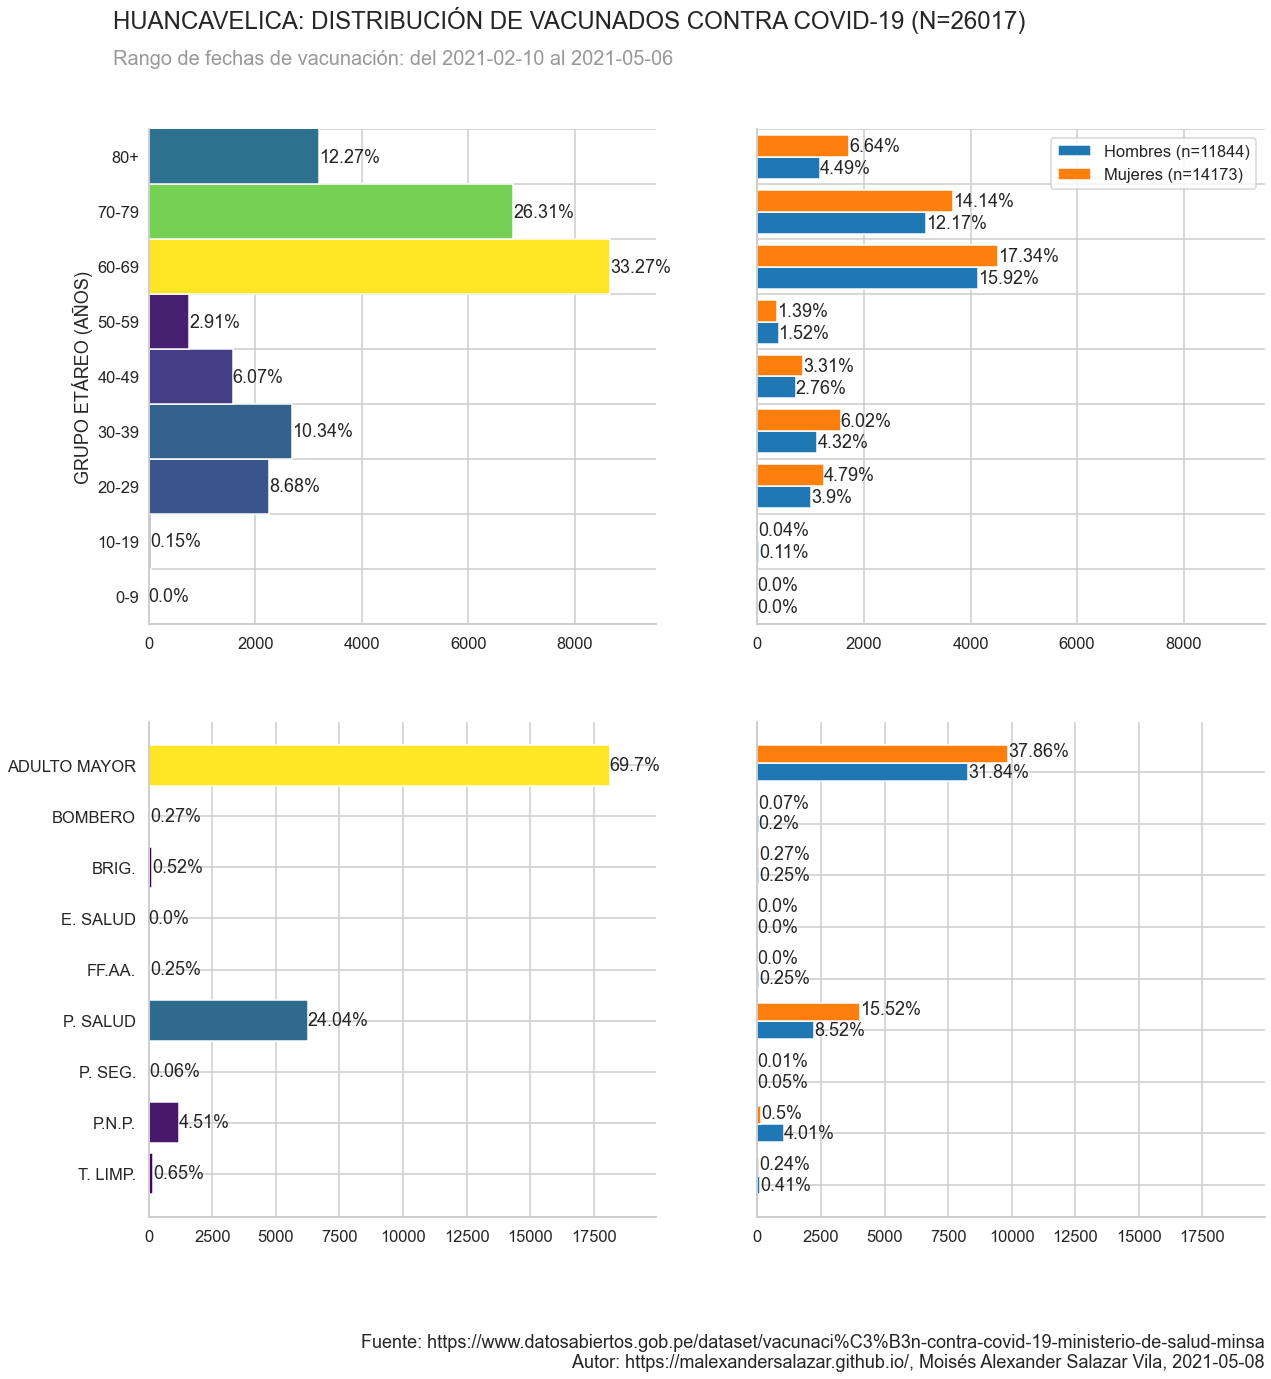 HUANCAVELICA: DISTRIBUCIÓN DE VACUNADOS CONTRA COVID-19 (N=26017)
Rango de fechas de vacunación: del 2021-02-10 al 2021-05-06
GRUPO ETÁREO (AÑOS)
80+ 12.27%
70-79 26.31%
60-69 33.27%
50-59 2.91%
40-49 6.07%
30-39 10.34%
20-29 8.68%
10-19 0.15%
0-9 0.0%
0 2000 4000 6000 8000
Hombres (n=11844)
Mujeres (n=14173)
6.64%
4.49%
14.14%
12.17%
17.34%
15.92%
1.39%
1.52%
3.31%
2.76%
6.02%
4.32%
4.79%
3.9%
0.04%
0.11%
0.0%
0.0%
0 2000 4000 6000 8000
ADULTO MAYOR 69.7%
BOMBERO 0.27%
BRIG. 0.52%
E. SALUD 0.0%
FF.AA. 0.25%
P. SALUD 24.04%
P. SEG. 0.06%
P.N.P. 4.51%
T. LIMP. 0.65%
0 2500 5000 7500 10000 12500 15000 17500
37.86%
31.84%
0.07%
0.2%
0.27%
0.25%
0.0%
0.0%
0.0%
0.25%
15.52%
8.52%
0.01%
0.05%
0.5%
4.01%
0.24%
0.41%
0 2500 5000 7500 10000 12500 15000 17500
Fuente: https://www.datosabiertos.gob.pe/dataset/vacunaci%C3%B3n-contra-covid-19-ministerio-de-salud-minsa
Autor: https://malexandersalazar.github.io/, Moisés Alexander Salazar Vila, 2021-05-08